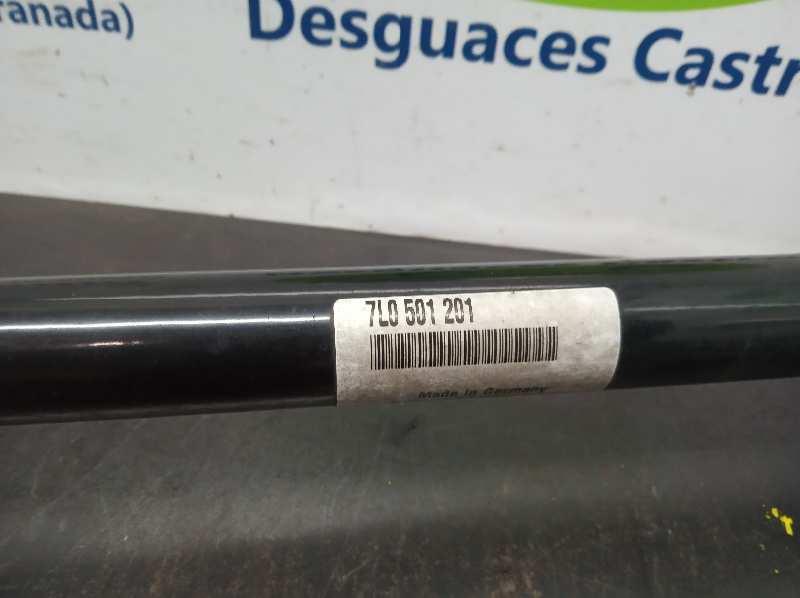 ranada)
Desguaces Castr
7L0 501 201
Made in Germany